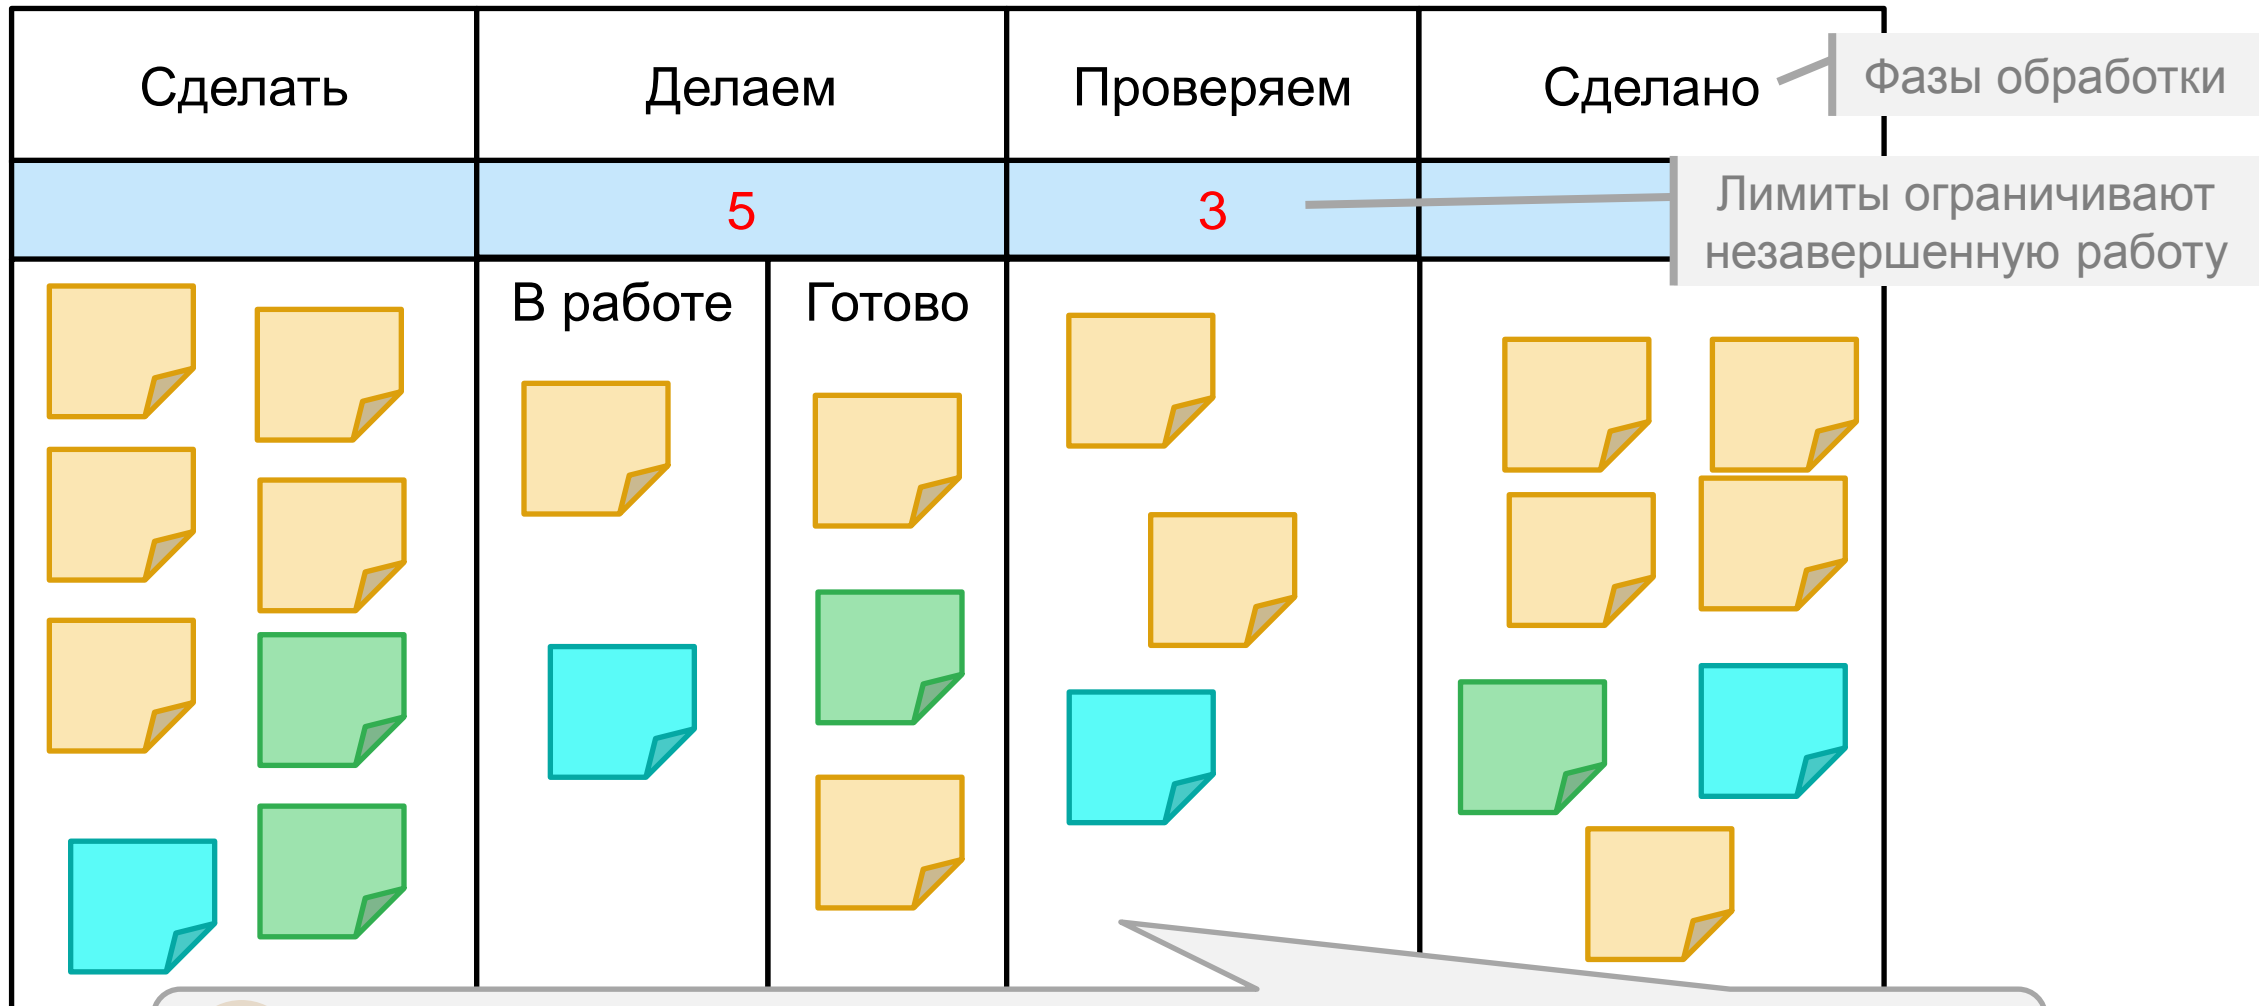 Сделать
Делаем
Проверяем
Сделано
Фазы обработки
5
3
Лимиты ограничивают
незавершенную работу
В работе
Готово